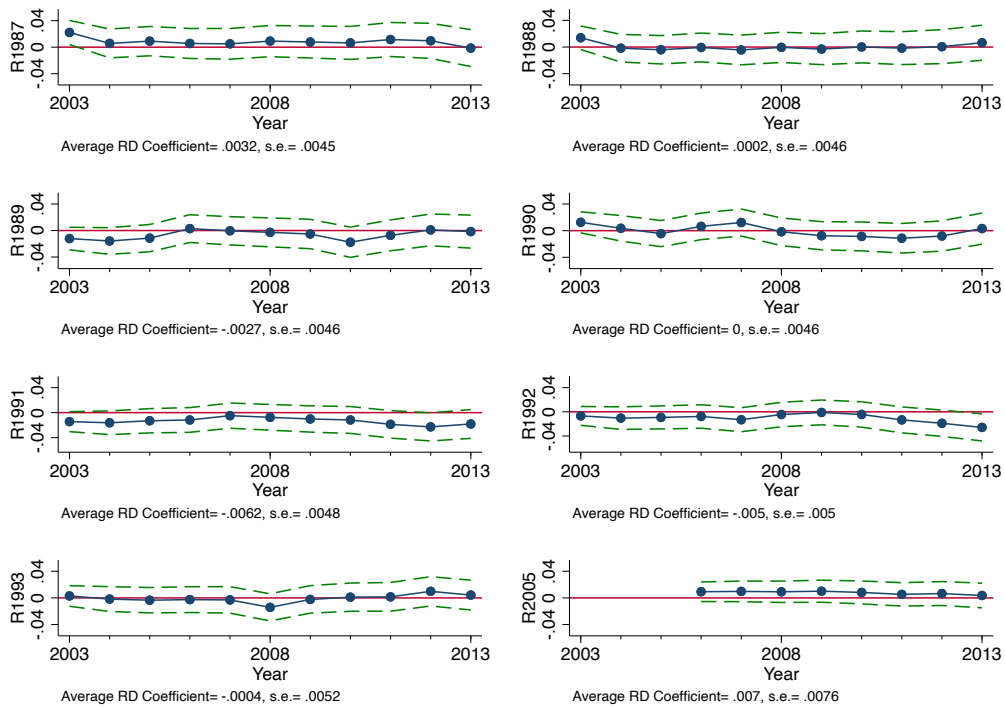 R1987
.04
0
-.04
2003 2008 2013
Year
Average RD Coefficient= .0032, s.e.= .0045
R1988
.04
0
-.04
2003 2008 2013
Year
Average RD Coefficient= .0002, s.e.= .0046
R1989
.04
0
-.04
2003 2008 2013
Year
Average RD Coefficient= -.0027, s.e.= .0046
R1990
.04
0
-.04
2003 2008 2013
Year
Average RD Coefficient= 0, s.e.= .0046
R1991
.04
0
-.04
2003 2008 2013
Year
Average RD Coefficient= -.0062, s.e.= .0048
R1992
.04
0
-.04
2003 2008 2013
Year
Average RD Coefficient= -.005, s.e.= .005
R1993
.04
0
-.04
2003 2008 2013
Year
Average RD Coefficient= -.0004, s.e.= .0052
R2005
.04
0
-.04
2003 2008 2013
Year
Average RD Coefficient= .007, s.e.= .0076